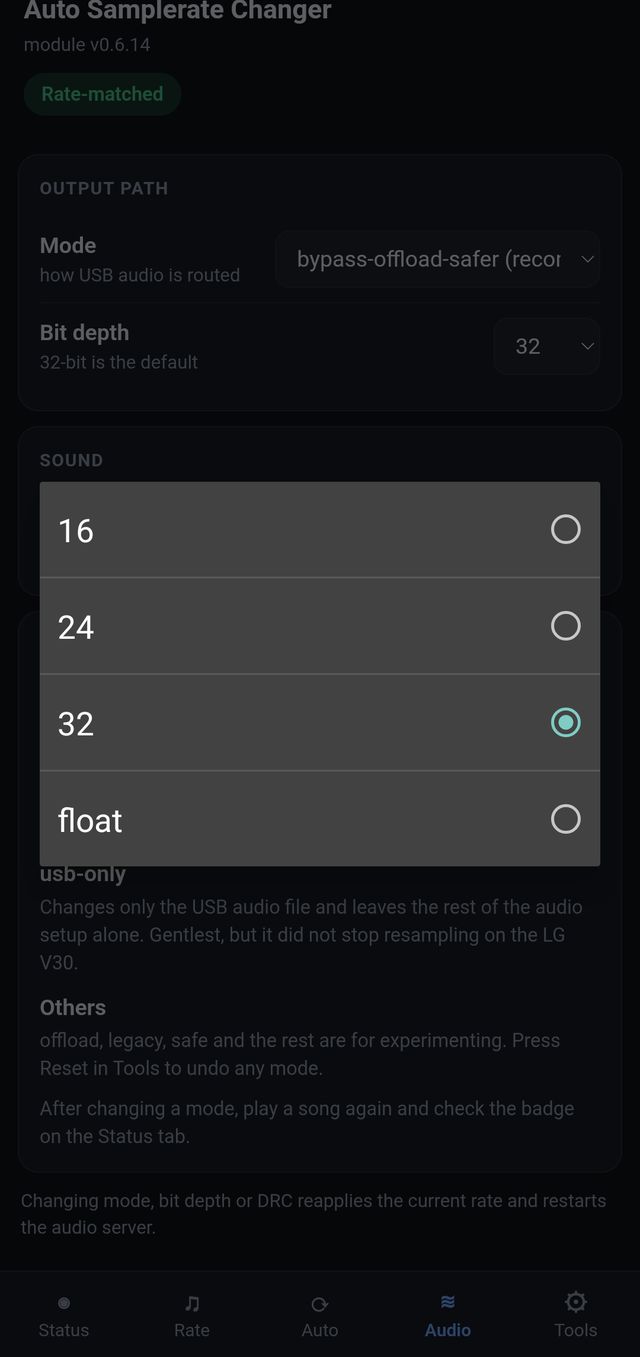 Auto Samplerate Changer
module v0.6.14
Rate-matched
OUTPUT PATH
Mode
how USB audio is routed
bypass-offload-safer (recor
Bit depth
32-bit is the default
32
SOUND
16
24
32
float
usb-only
Changes only the USB audio file and leaves the rest of the audio
setup alone. Gentlest, but it did not stop resampling on the LG
V30.
Others
offload, legacy, safe and the rest are for experimenting. Press
Reset in Tools to undo any mode.
After changing a mode, play a song again and check the badge
on the Status tab.
Changing mode, bit depth or DRC reapplies the current rate and restarts
the audio server.
Status
Rate
Auto
Audio
Tools